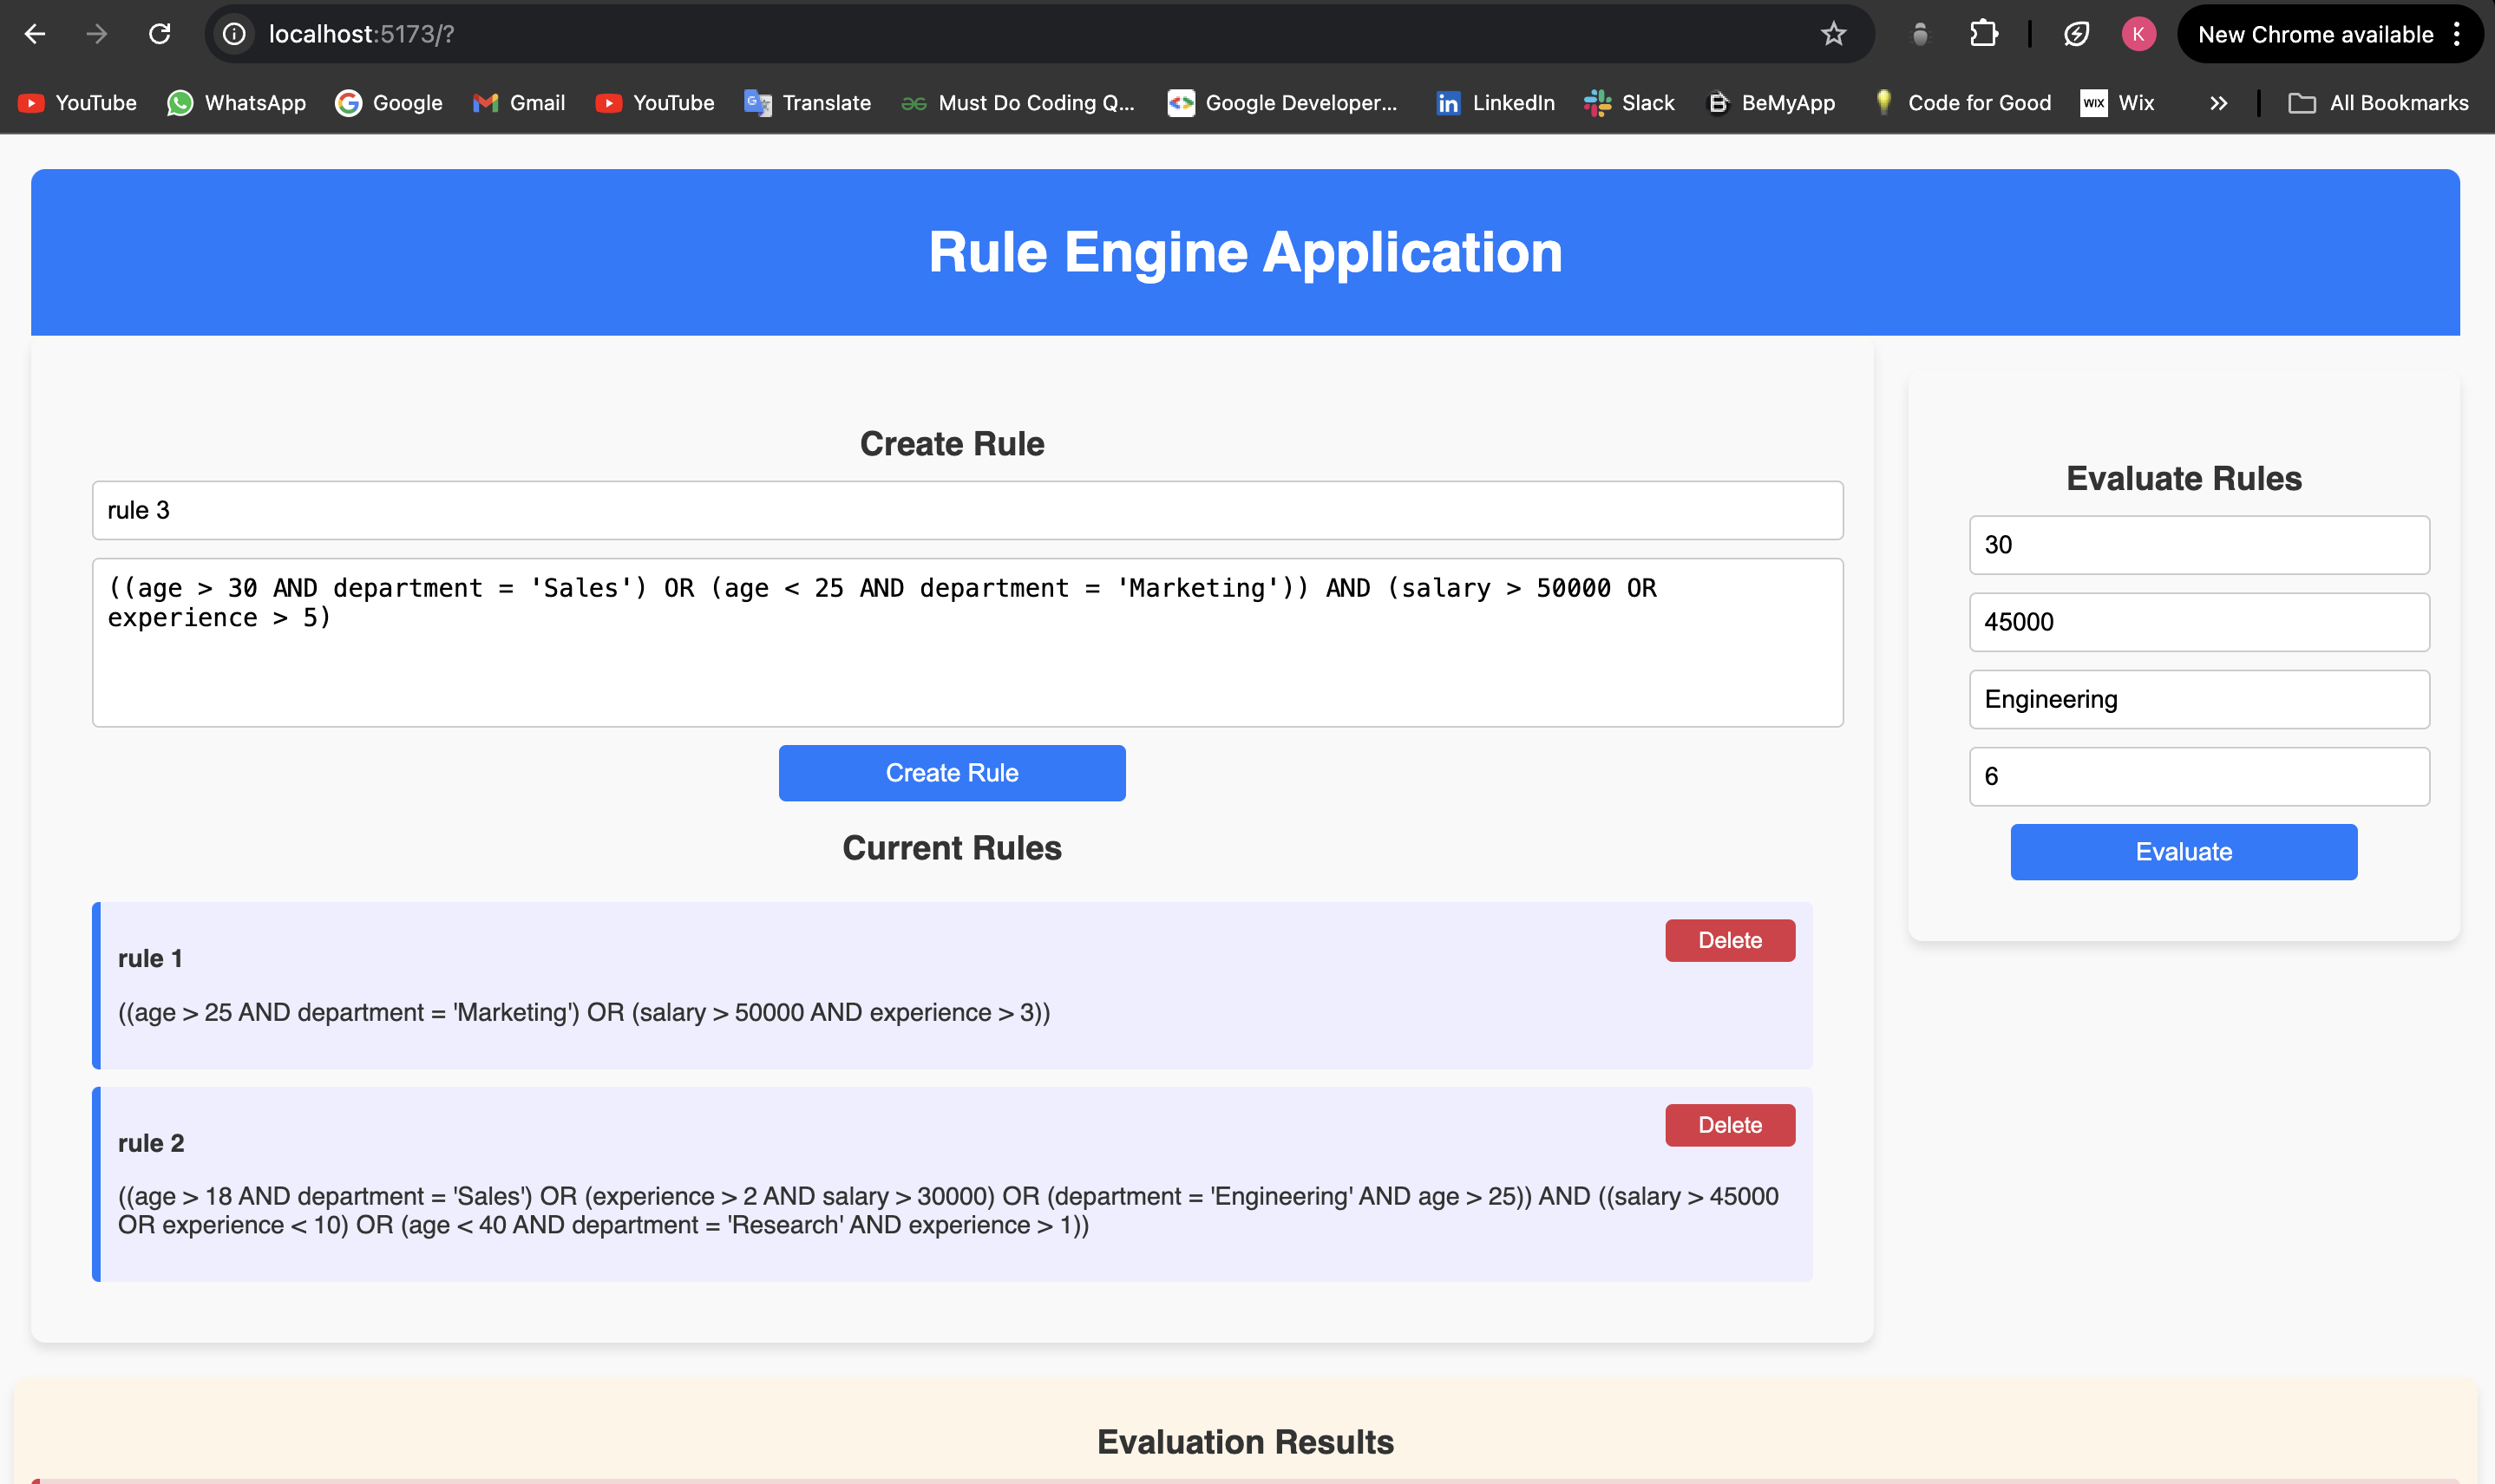 localhost:5173/?
K
New Chrome available
YouTube
WhatsApp
Google
Gmail
YouTube
Translate
Must Do Coding Q...
Google Developer...
LinkedIn
Slack
BeMyApp
Code for Good
WIX
Wix
All Bookmarks
Rule Engine Application
Create Rule
rule 3
((age > 30 AND department = 'Sales') OR (age < 25 AND department = 'Marketing')) AND (salary > 50000 OR
experience > 5)
Create Rule
Current Rules
rule 1
Delete
((age > 25 AND department = 'Marketing') OR (salary > 50000 AND experience > 3))
rule 2
Delete
((age > 18 AND department = 'Sales') OR (experience > 2 AND salary > 30000) OR (department = 'Engineering' AND age > 25)) AND ((salary > 45000
OR experience < 10) OR (age < 40 AND department = 'Research' AND experience > 1))
Evaluate Rules
30
45000
Engineering
6
Evaluate
Evaluation Results